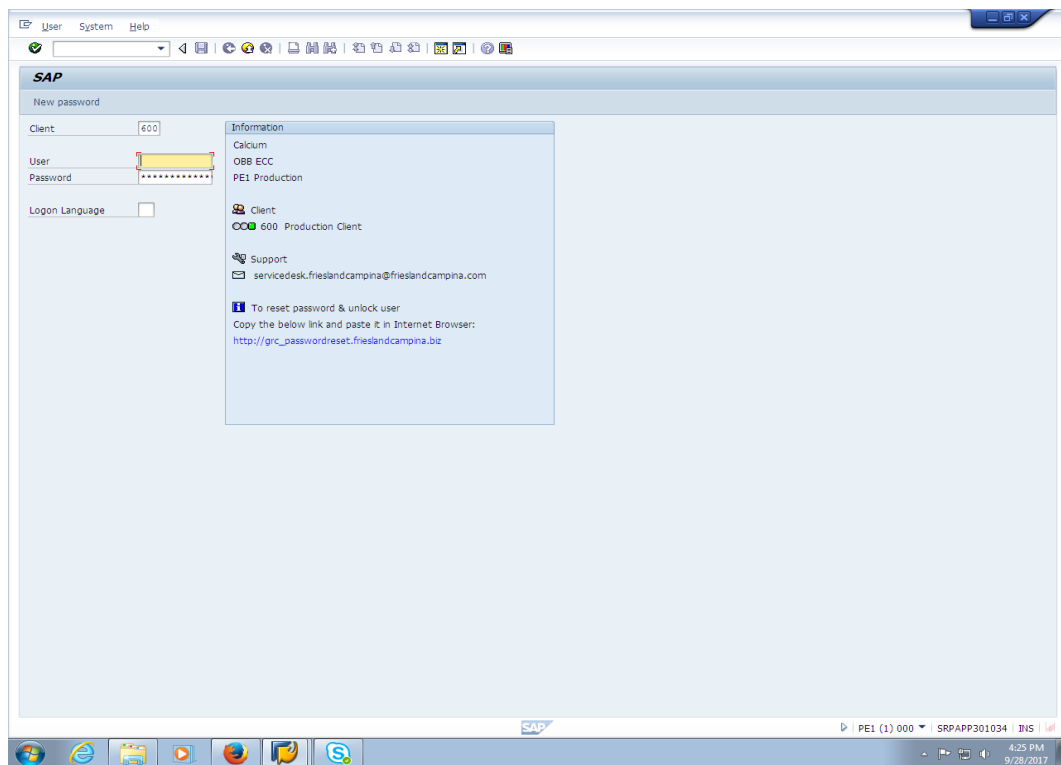 User System Help
SAP
New password
Client 600
User
Password ************
Logon Language
Information
Calcium
OBB ECC
PE1 Production
Client
600 Production Client
Support
servicedesk.frieslandcampina@frieslandcampina.com
To reset password & unlock user
Copy the below link and paste it in Internet Browser:
http://grc_passwordreset.frieslandcampina.biz
SAP
PE1 (1) 000 SRPAPP301034 INS
4:25 PM
9/28/2017